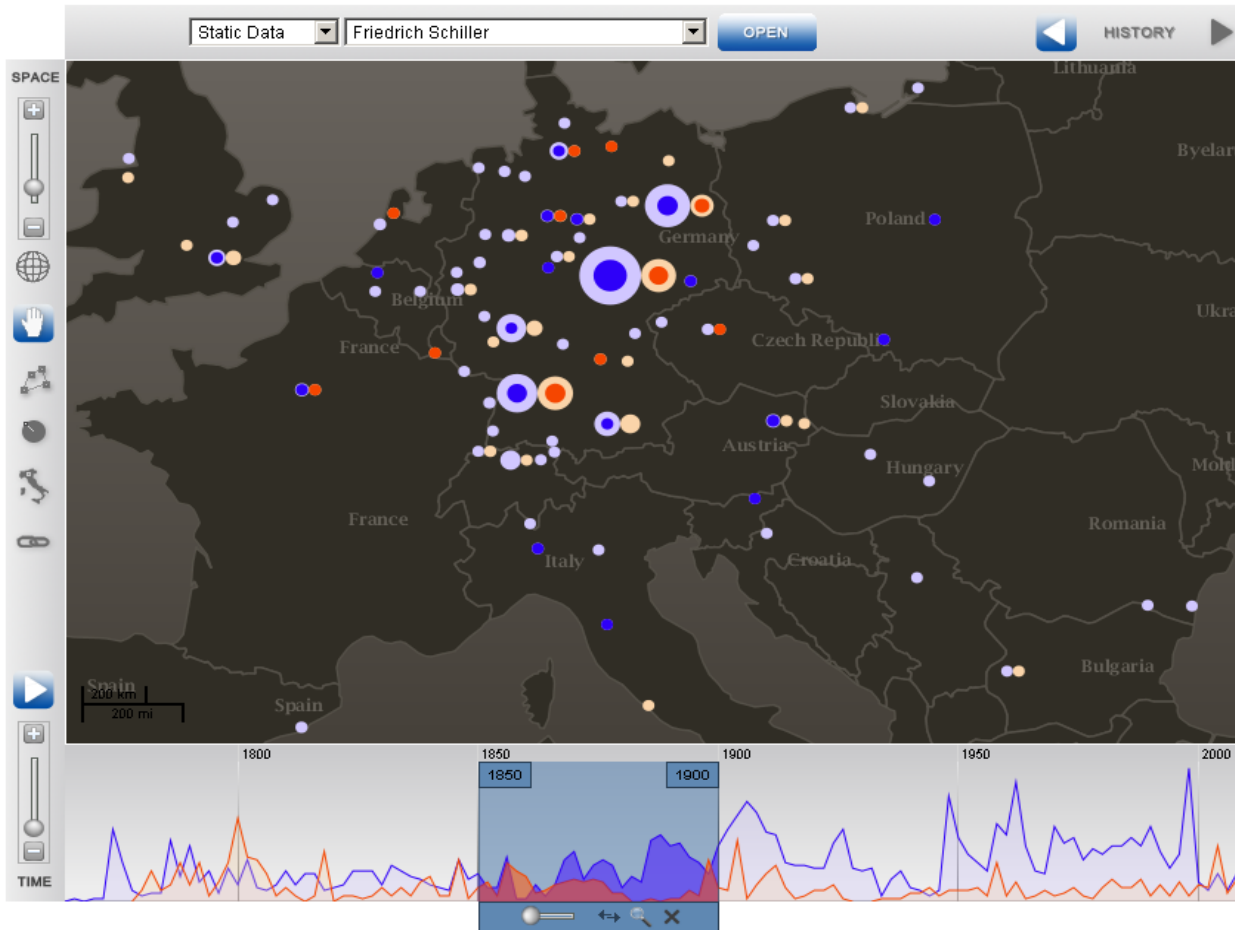 Static Data Friedrich Schiller OPEN HISTORY
SPACE
Lithuania
Byelar
Poland
Germany
Belgium
Ukra
France
Czech Republic
Slovakia
Austria
Hungary
Mold
France
Romania
Italy
Croatia
Bulgaria
Spain
Spain
200 km
200 mi
1800 1850 1900 1950 2000
1850 1900
TIME